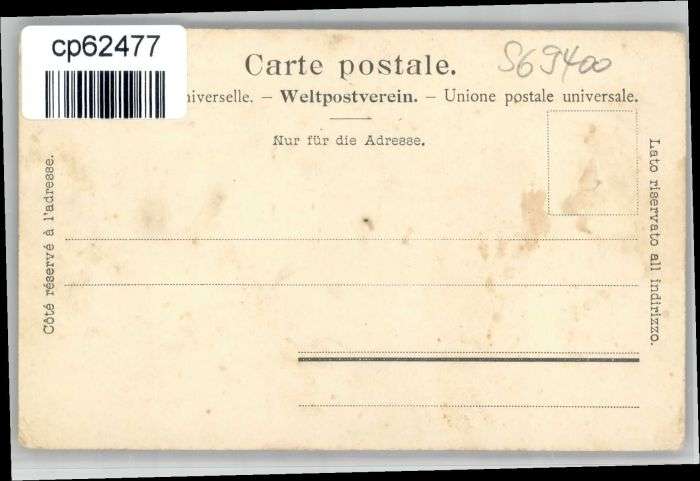 cp62477
Carte postale.
S69400
niverselle. – Weltpostverein. – Unione postale universale.
Nur für die Adresse.
Côté réservé à l'adresse.
Lato riservato all indirizzo.